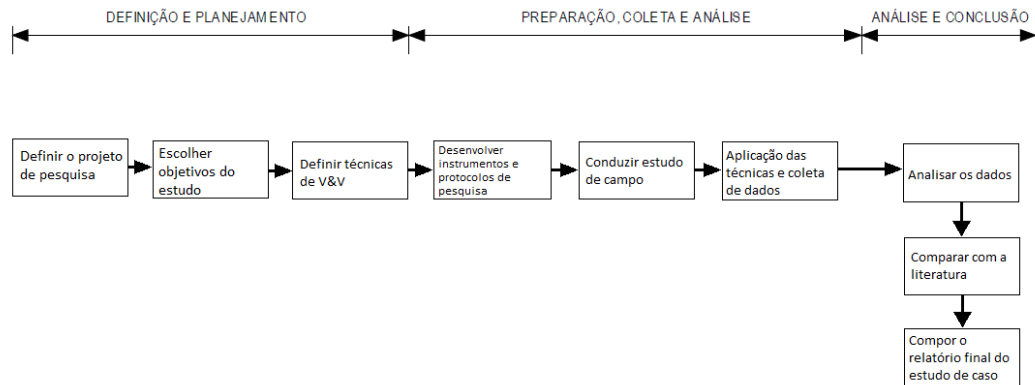 DEFINIÇÃO E PLANEJAMENTO
PREPARAÇÃO, COLETA E ANÁLISE
ANÁLISE E CONCLUSÃO
Definir o projeto
de pesquisa
Escolher
objetivos do
estudo
Definir técnicas
de V&V
Desenvolver
instrumentos e
protocolos de
pesquisa
Conduzir estudo
de campo
Aplicação das
técnicas e coleta
de dados
Analisar os dados
Comparar com a
literatura
Compor o
relatório final do
estudo de caso